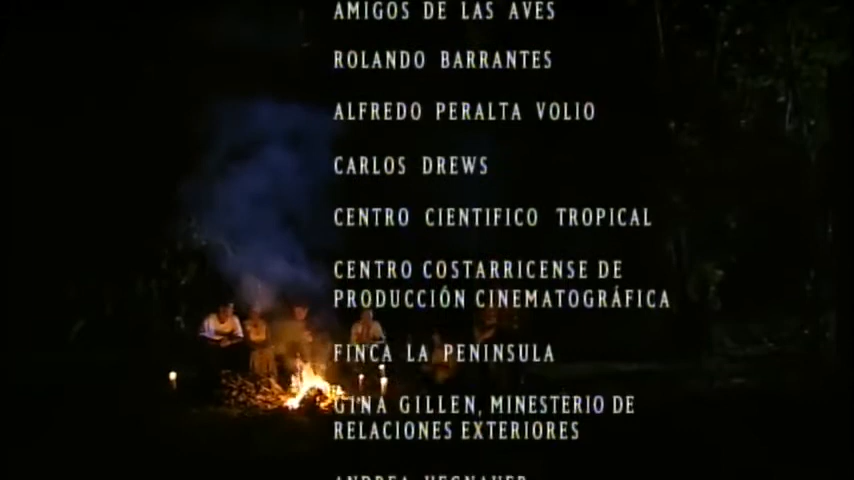 AMIGOS DE LAS AVES
ROLANDO BARRANTES
ALFREDO PERALTA VOLIO
CARLOS DREWS
CENTRO CIENTIFICO TROPICAL
CENTRO COSTARRICENSE DE
PRODUCCIÓN CINEMATOGRÁFICA
FINCA LA PENINSULA
GINA GILLEN, MINESTERIO DE
RELACIONES EXTERIORES
ANDREA